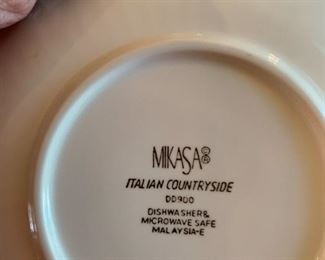 MIKASA
ITALIAN COUNTRYSIDE
DD900
DISHWASHER &
MICROWAVE SAFE
MALAYSIA-E